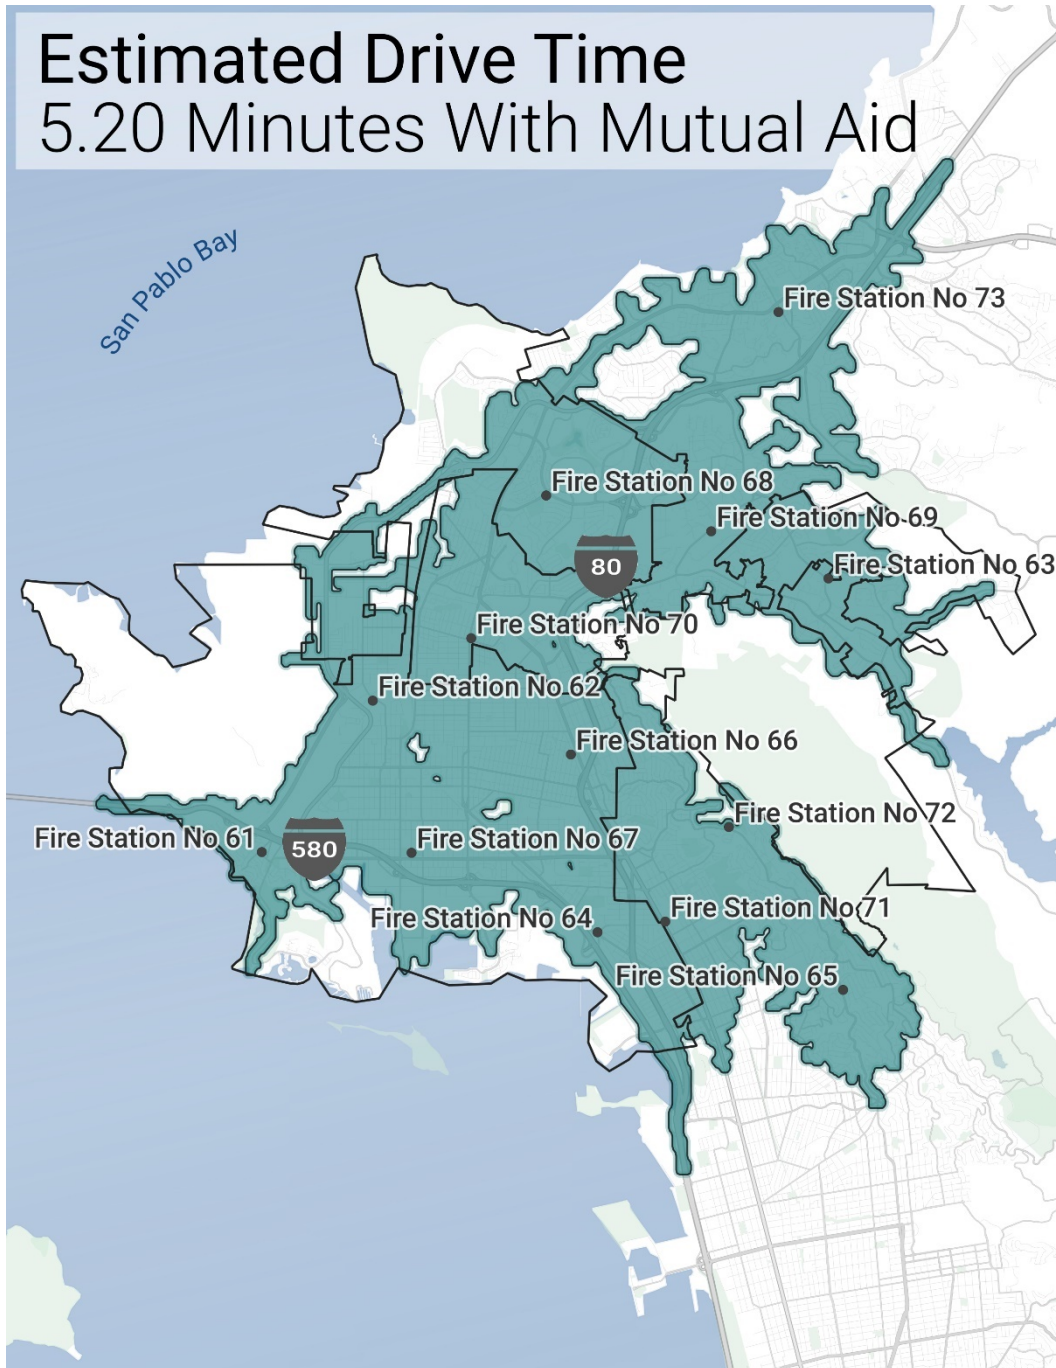 Estimated Drive Time
5.20 Minutes With Mutual Aid
San Pablo Bay
Fire Station No 73
Fire Station No 68
Fire Station No 69
80
Fire Station No 63
Fire Station No 70
Fire Station No 62
Fire Station No 66
Fire Station No 72
Fire Station No 61
580
Fire Station No 67
Fire Station No 71
Fire Station No 64
Fire Station No 65